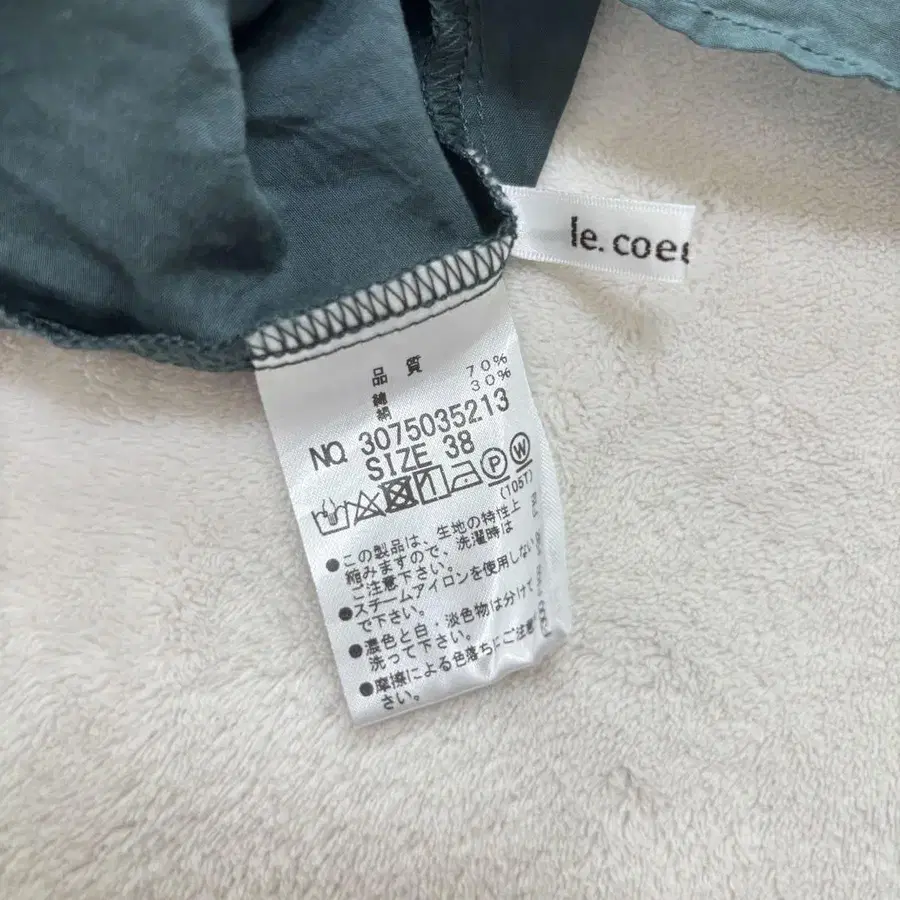 le. coe
品質
綿 70%
絹 30%
NO. 3075035213
SIZE 38
P W
(105T)
●この製品は、生地の特性上
縮みますので、洗濯時は
ご注意下さい。
●スチームアイロンを使用しない
で下さい。
●濃色と白・淡色物は分けて
洗って下さい。
●摩擦による色落ちにご注意下
さい。